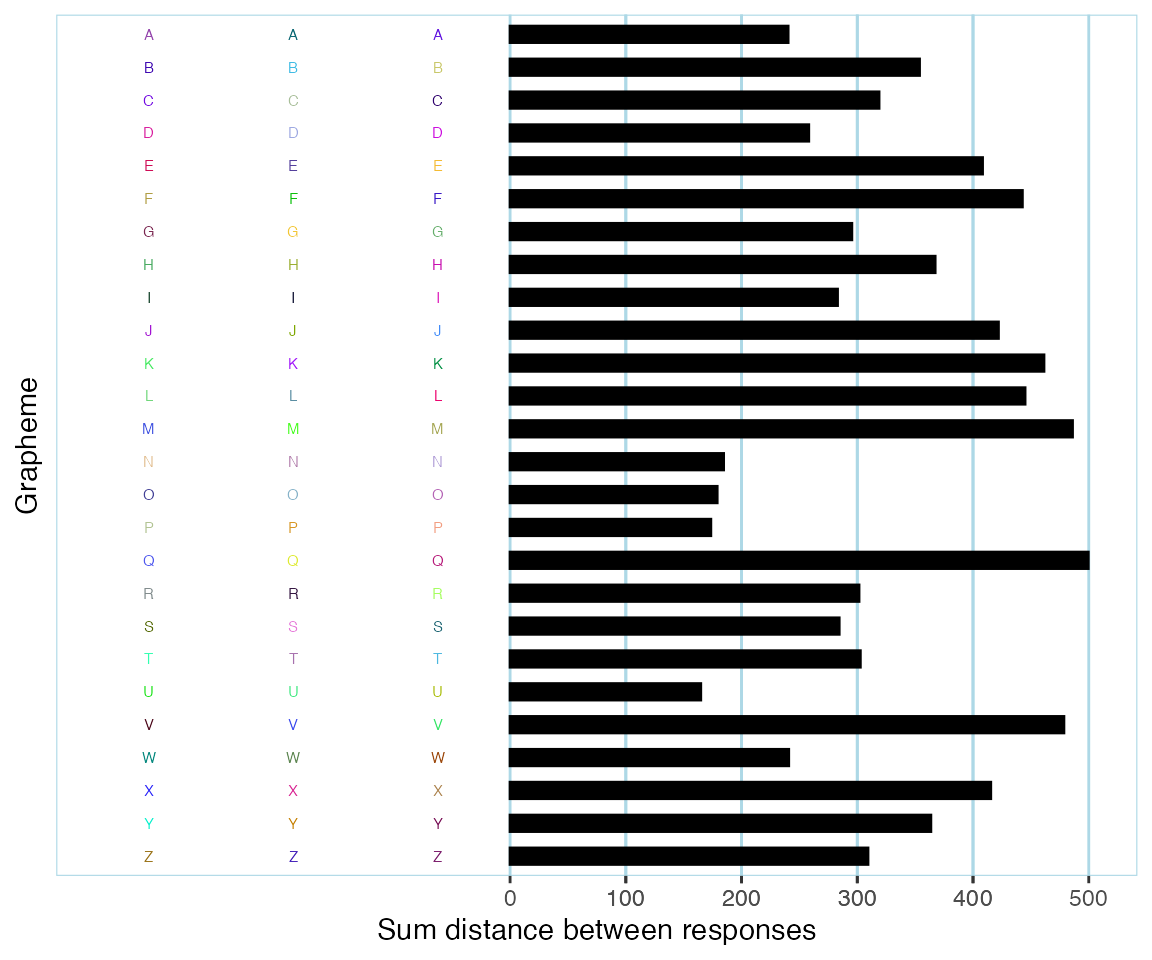 A A A
B B B
C C C
D D D
E E E
F F F
G G G
H H H
I I I
J J J
K K K
L L L
M M M
N N N
O O O
P P P
Q Q Q
R R R
S S S
T T T
U U U
V V V
W W W
X X X
Y Y Y
Z Z Z
Grapheme
0 100 200 300 400 500
Sum distance between responses